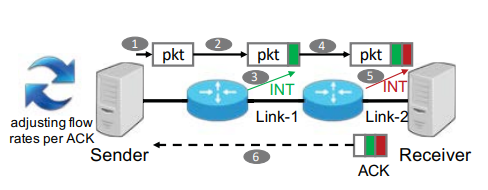 1 pkt 2 pkt 4 pkt
3 INT 5 INT
adjusting flow
rates per ACK
Link-1 Link-2
Sender Receiver
6
ACK